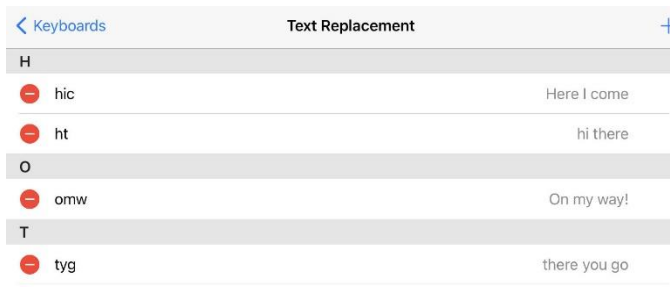 Keyboards Text Replacement +
H
hic Here I come
ht hi there
O
omw On my way!
T
tyg there you go